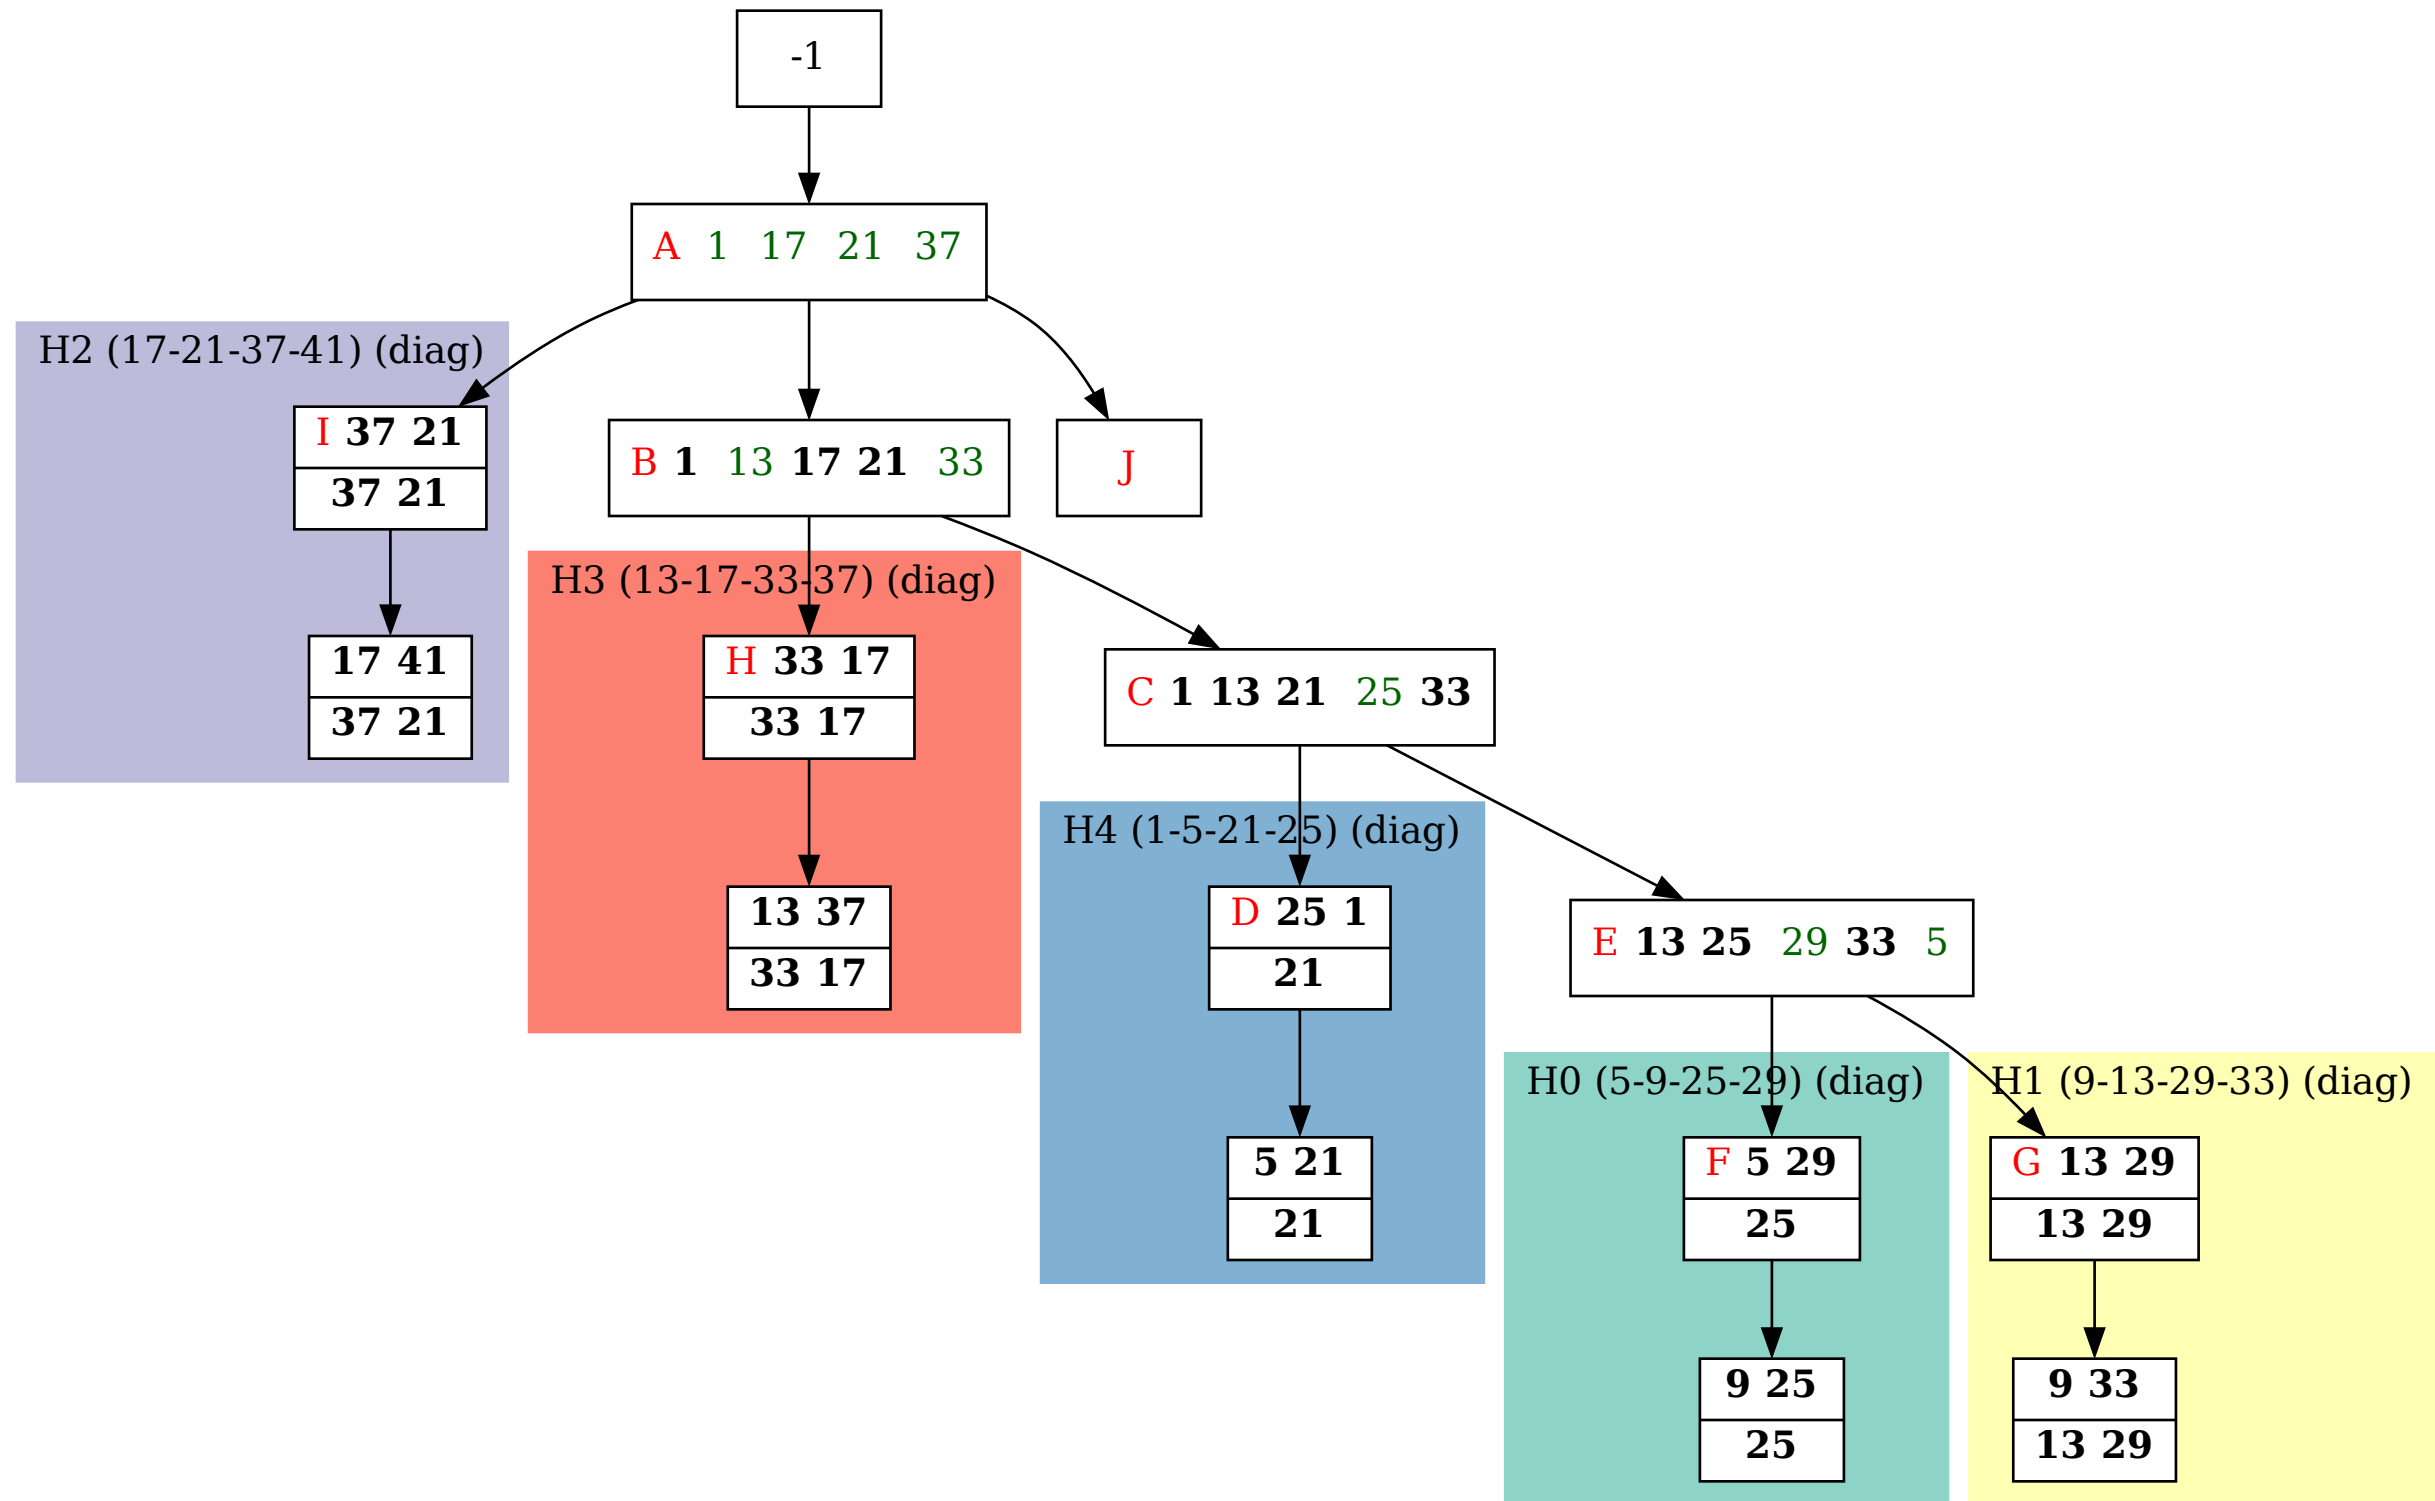 -1
A 1 17 21 37
H2 (17-21-37-41) (diag)
I 37 21
37 21
B 1 13 17 21 33
J
H3 (13-17-33-37) (diag)
17 41
37 21
H 33 17
33 17
C 1 13 21 25 33
H4 (1-5-21-25) (diag)
13 37
33 17
D 25 1
21
E 13 25 29 33 5
H0 (5-9-25-29) (diag)
H1 (9-13-29-33) (diag)
5 21
21
F 5 29
25
G 13 29
13 29
9 25
25
9 33
13 29